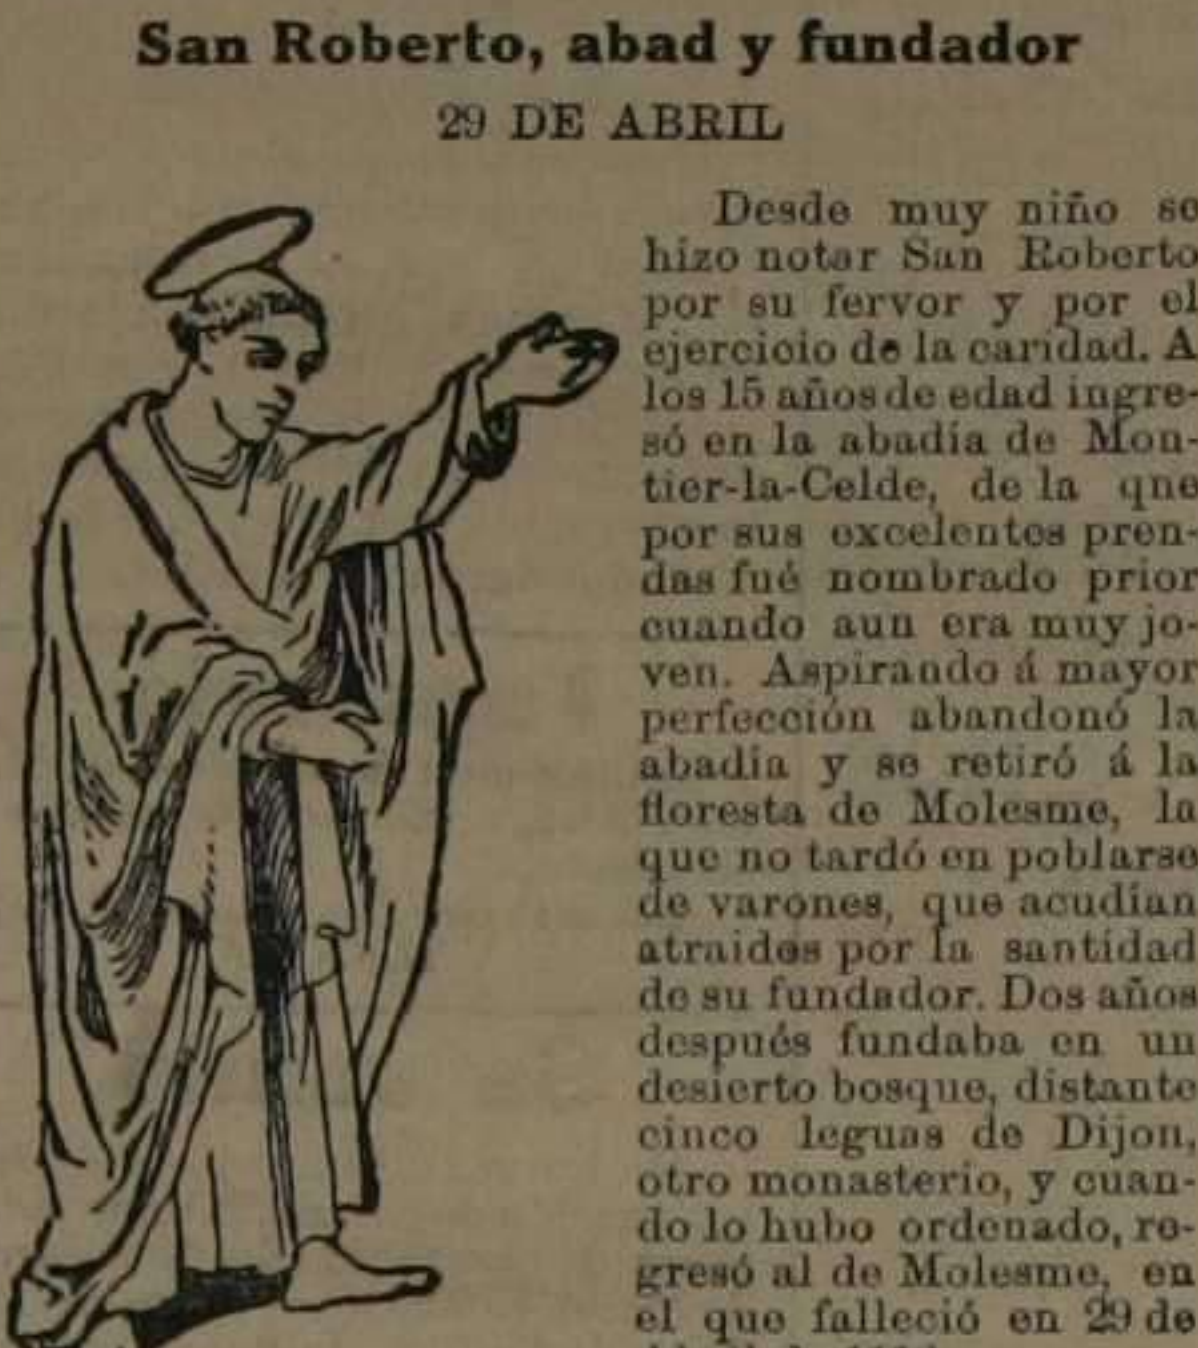 San Roberto, abad y fundador
29 DE ABRIL
Desde muy niño se
hizo notar San Roberto
por su fervor y por el
ejercicio de la caridad. A
los 15 años de edad ingre-
só en la abadía de Mon-
tier-la-Celde, de la qne
por sus excelentes pren-
das fué nombrado prior
cuando aun era muy jo-
ven. Aspirando á mayor
perfección abandonó la
abadía y se retiró á la
floresta de Molesme, la
que no tardó en poblarse
de varones, que acudían
atraidos por la santidad
de su fundador. Dos años
después fundaba en un
desierto bosque, distante
cinco leguas de Dijon,
otro monasterio, y cuan-
do lo hubo ordenado, re-
gresó al de Molesme, en
el que falleció en 29 de